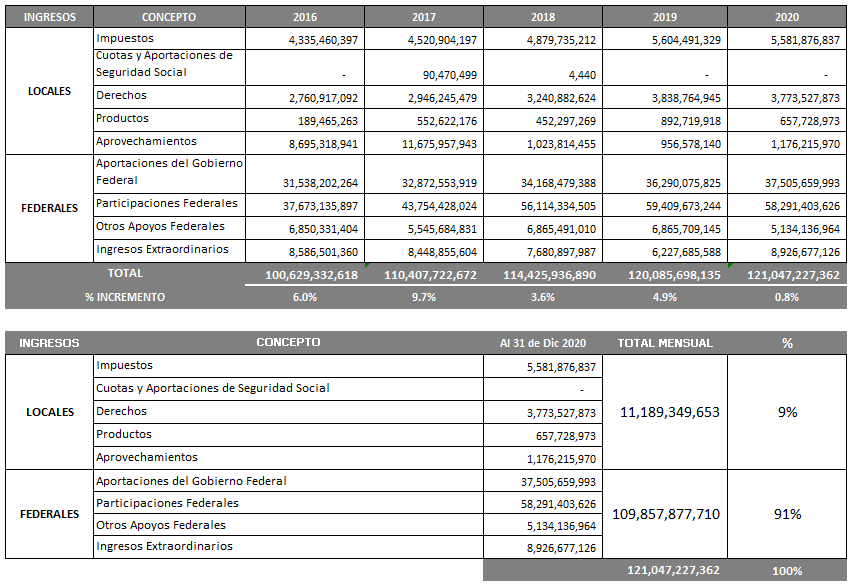 INGRESOS CONCEPTO 2016 2017 2018 2019 2020
Impuestos 4,335,460,397 4,520,904,197 4,879,735,212 5,604,491,329 5,581,876,837
Cuotas y Aportaciones de
Seguridad Social - 90,470,499 4,440 - -
LOCALES
Derechos 2,760,917,092 2,946,245,479 3,240,882,624 3,838,764,945 3,773,527,873
Productos 189,465,263 552,622,176 452,297,269 892,719,918 657,728,973
Aprovechamientos 8,695,318,941 11,675,957,943 1,023,814,455 956,578,140 1,176,215,970
Aportaciones del Gobierno
Federal 31,538,202,264 32,872,553,919 34,168,479,388 36,290,075,825 37,505,659,993
FEDERALES
Participaciones Federales 37,673,135,897 43,754,428,024 56,114,334,505 59,409,673,244 58,291,403,626
Otros Apoyos Federales 6,850,331,404 5,545,684,831 6,865,491,010 6,865,709,145 5,134,136,964
Ingresos Extraordinarios 8,586,501,360 8,448,855,604 7,680,897,987 6,227,685,588 8,926,677,126
TOTAL 100,629,332,618 110,407,722,672 114,425,936,890 120,085,698,135 121,047,227,362
% INCREMENTO 6.0% 9.7% 3.6% 4.9% 0.8%
INGRESOS CONCEPTO Al 31 de Dic 2020 TOTAL MENSUAL %
Impuestos 5,581,876,837
Cuotas y Aportaciones de Seguridad Social -
LOCALES Derechos 3,773,527,873 11,189,349,653 9%
Productos 657,728,973
Aprovechamientos 1,176,215,970
Aportaciones del Gobierno Federal 37,505,659,993
Participaciones Federales 58,291,403,626
FEDERALES 109,857,877,710 91%
Otros Apoyos Federales 5,134,136,964
Ingresos Extraordinarios 8,926,677,126
121,047,227,362 100%